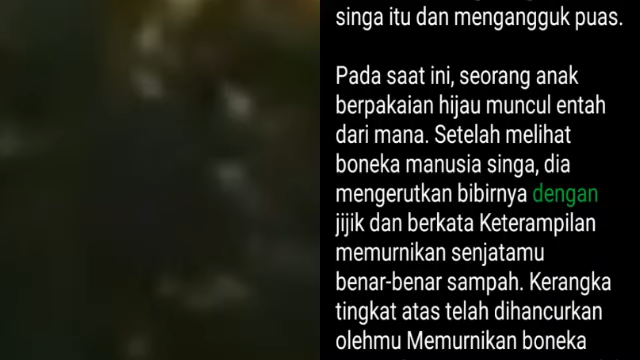 singa itu dan mengangguk puas.
Pada saat ini, seorang anak
berpakaian hijau muncul entah
dari mana. Setelah melihat
boneka manusia singa, dia
mengerutkan bibirnya dengan
jijik dan berkata Keterampilan
memurnikan senjatamu
benar-benar sampah. Kerangka
tingkat atas telah dihancurkan
olehmu Memurnikan boneka